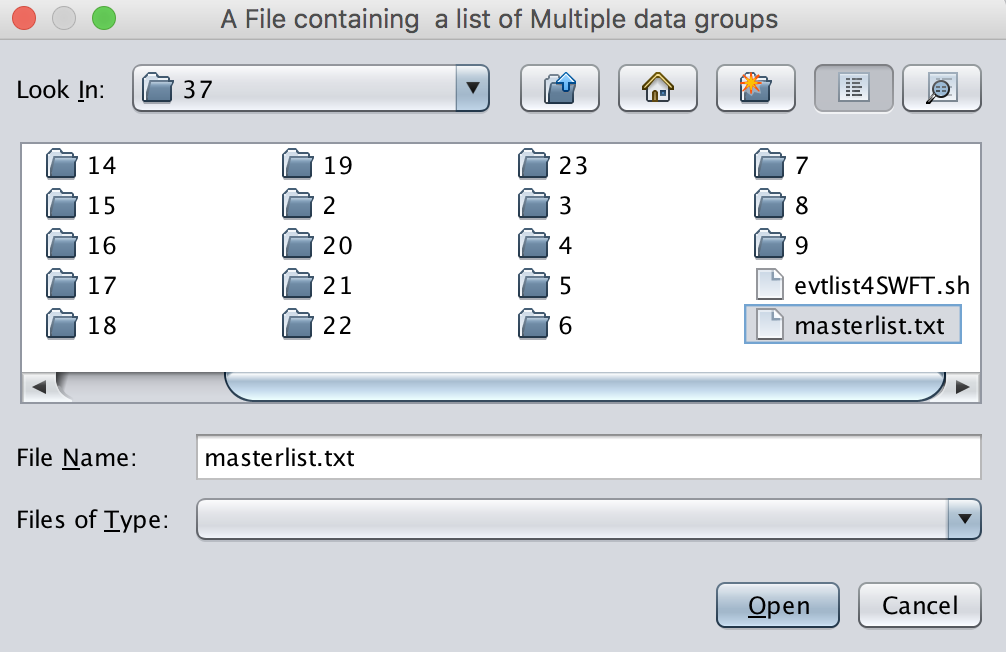 A File containing  a list of Multiple data groups
Look In: 37
14 19 23 7
15 2 3 8
16 20 4 9
17 21 5 evtlist4SWFT.sh
18 22 6 masterlist.txt
File Name: masterlist.txt
Files of Type:
Open Cancel